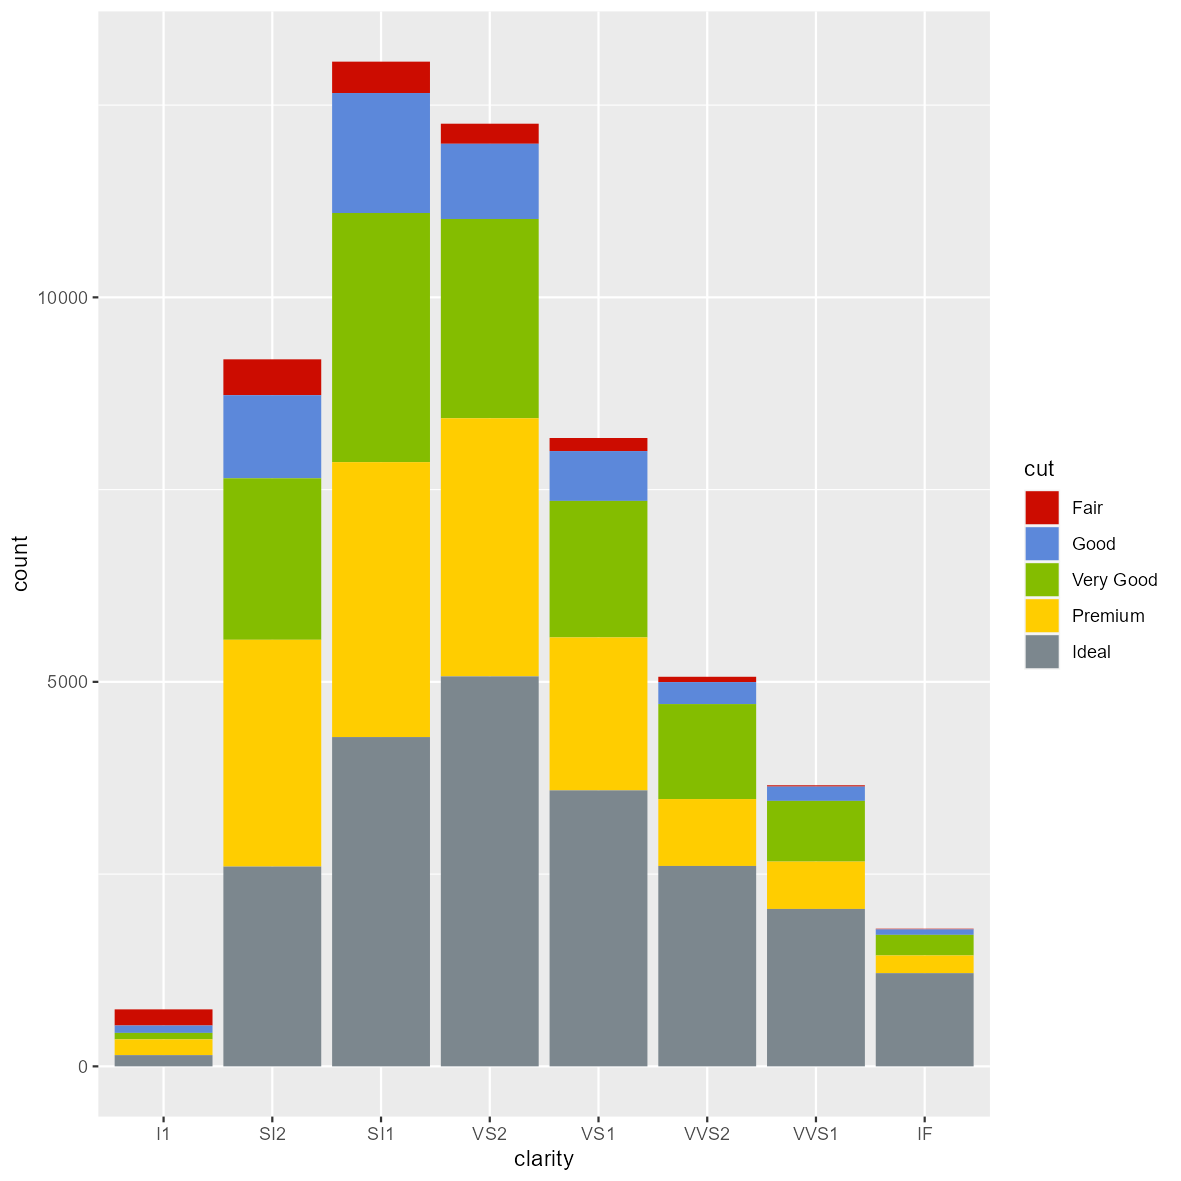 10000
5000
0
count
I1 SI2 SI1 VS2 VS1 VVS2 VVS1 IF
clarity
cut
Fair
Good
Very Good
Premium
Ideal